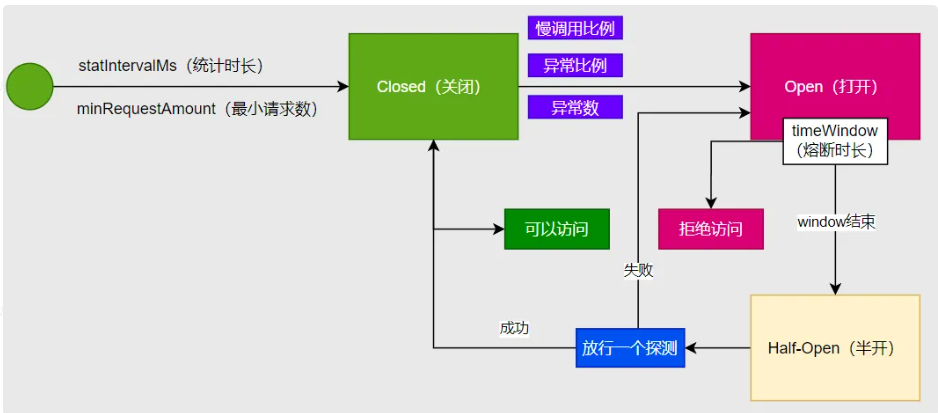 statIntervalMs（统计时长）
minRequestAmount（最小请求数）
Closed（关闭）
慢调用比例
异常比例
异常数
Open（打开）
timeWindow
（熔断时长）
可以访问
拒绝访问
window结束
失败
成功
放行一个探测
Half-Open（半开）